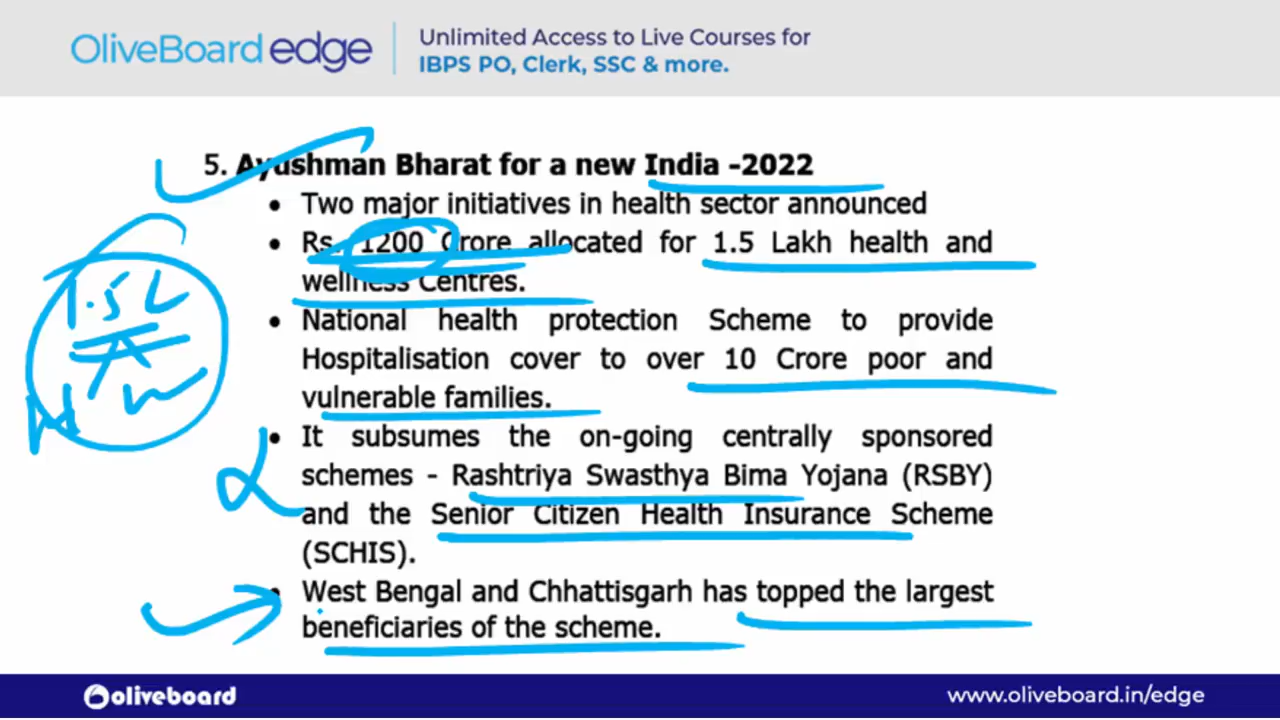 OliveBoard edge
Unlimited Access to Live Courses for
IBPS PO, Clerk, SSC & more.
5. Ayushman Bharat for a new India -2022
• Two major initiatives in health sector announced
• Rs. 1200 Crore allocated for 1.5 Lakh health and
wellness Centres.
• National health protection Scheme to provide
Hospitalisation cover to over 10 Crore poor and
vulnerable families.
• It subsumes the on-going centrally sponsored
schemes - Rashtriya Swasthya Bima Yojana (RSBY)
and the Senior Citizen Health Insurance Scheme
(SCHIS).
• West Bengal and Chhattisgarh has topped the largest
beneficiaries of the scheme.
1.5 L
oliveboard
www.oliveboard.in/edge